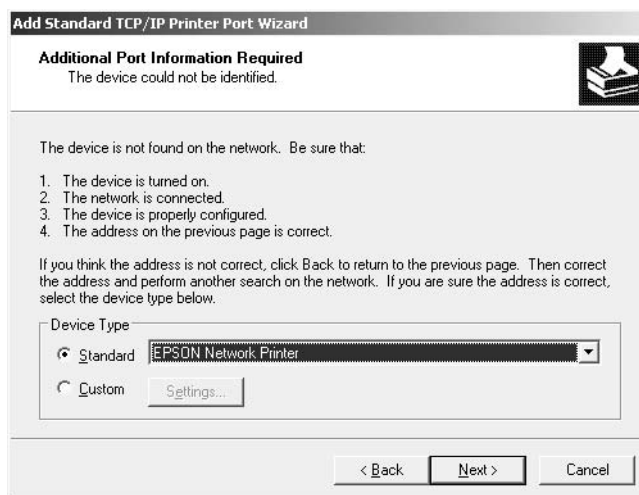 Add Standard TCP/IP Printer Port Wizard
Additional Port Information Required
The device could not be identified.
The device is not found on the network. Be sure that:
1. The device is turned on.
2. The network is connected.
3. The device is properly configured.
4. The address on the previous page is correct.
If you think the address is not correct, click Back to return to the previous page. Then correct
the address and perform another search on the network. If you are sure the address is correct,
select the device type below.
Device Type
Standard EPSON Network Printer
Custom Settings...
< Back Next > Cancel